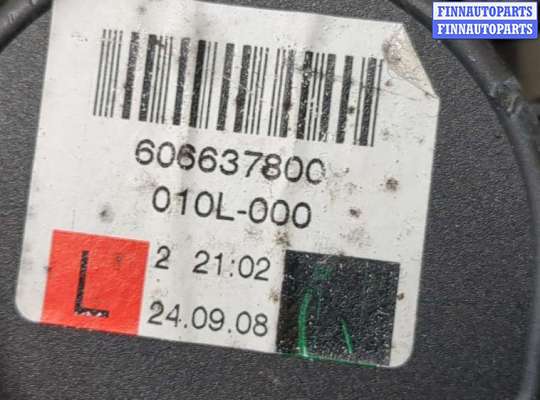 FINNAUTOPARTS
FINNAUTOPARTS
606637800
010L-000
L 2 21:02
24.09.08